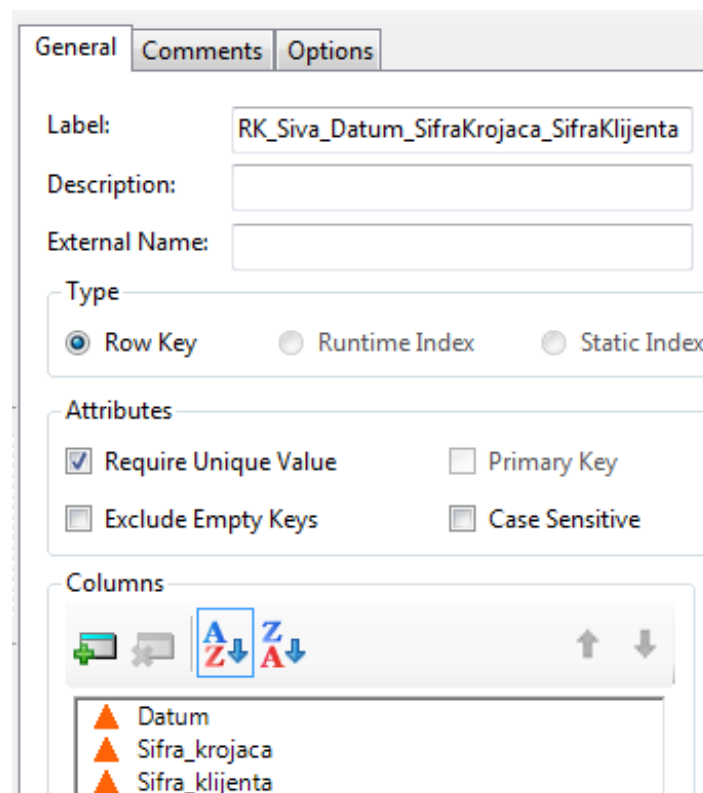 General Comments Options
Label: RK_Siva_Datum_SifraKrojaca_SifraKlijenta
Description:
External Name:
Type
Row Key Runtime Index Static Index
Attributes
Require Unique Value Primary Key
Exclude Empty Keys Case Sensitive
Columns
A Z Z A
Datum
Sifra_krojaca
Sifra_klijenta